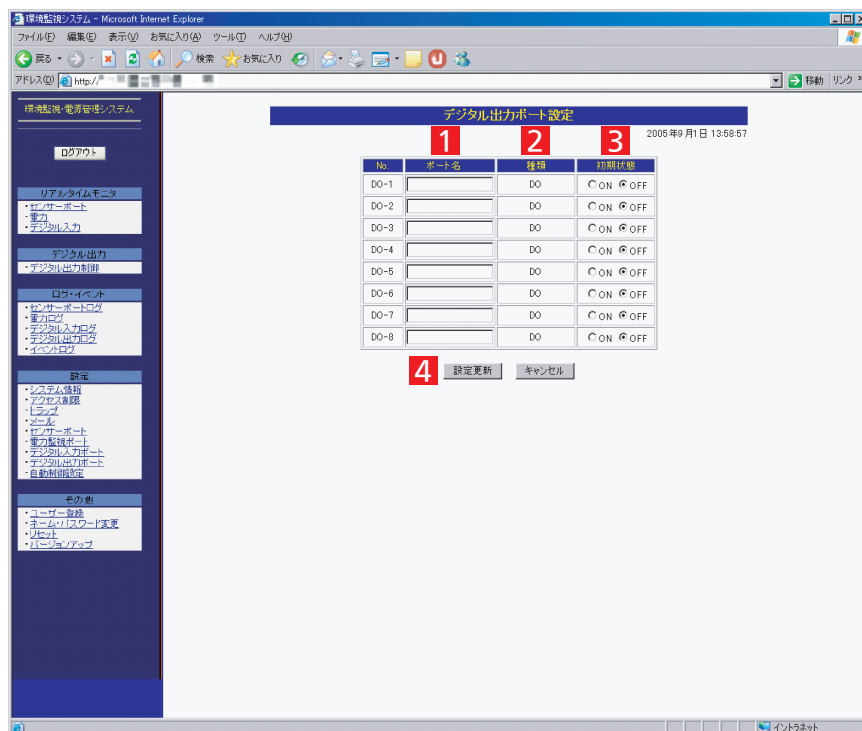 環境監視システム - Microsoft Internet Explorer
ファイル(F) 編集(E) 表示(V) お気に入り(A) ツール(T) ヘルプ(H)
戻る 検索 お気に入り
アドレス(D) http:// 移動 リンク »
環境監視・電源管理システム
ログアウト
リアルタイムモニタ
・センサーポート
・電力
・デジタル入力
デジタル出力
・デジタル出力制御
ログ・イベント
・センサーポートログ
・電力ログ
・デジタル入力ログ
・デジタル出力ログ
・イベントログ
設定
・システム情報
・アクセス制限
・トラップ
・メール
・センサーポート
・電力監視ポート
・デジタル入力ポート
・デジタル出力ポート
・自動制御設定
その他
・ユーザー登録
・ネーム・パスワード変更
・リセット
・バージョンアップ
デジタル出力ポート設定
2005年9月1日 13:58:57
1 2 3
No. ポート名 種類 初期状態
DO-1 DO ON OFF
DO-2 DO ON OFF
DO-3 DO ON OFF
DO-4 DO ON OFF
DO-5 DO ON OFF
DO-6 DO ON OFF
DO-7 DO ON OFF
DO-8 DO ON OFF
4 設定更新 キャンセル
イントラネット